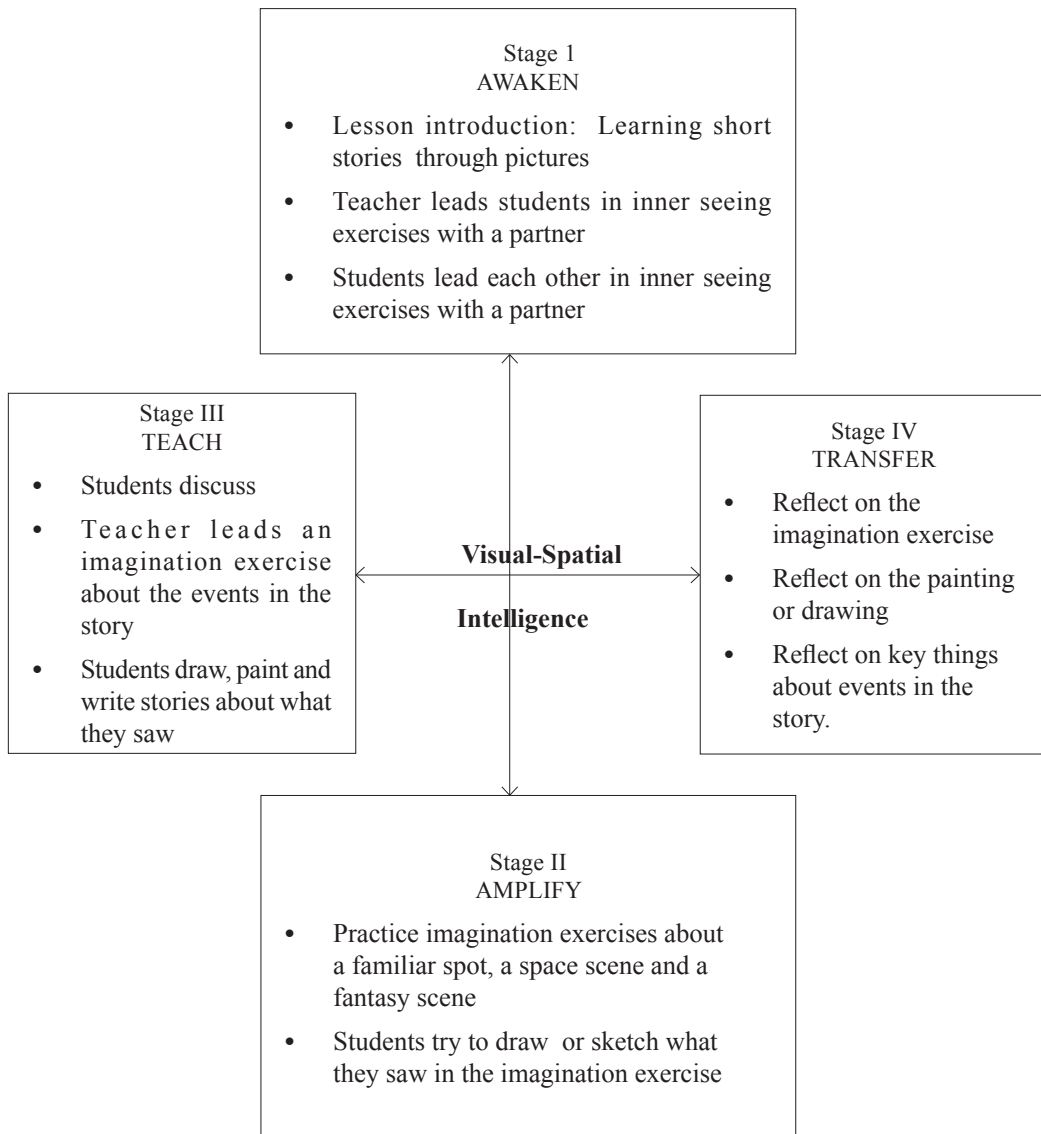 Stage 1
AWAKEN
• Lesson introduction: Learning short
stories through pictures
• Teacher leads students in inner seeing
exercises with a partner
• Students lead each other in inner seeing
exercises with a partner
Stage III
TEACH
• Students discuss
• Teacher leads an
imagination exercise
about the events in the
story
• Students draw, paint and
write stories about what
they saw
Visual-Spatial
Intelligence
Stage IV
TRANSFER
• Reflect on the
imagination exercise
• Reflect on the painting
or drawing
• Reflect on key things
about events in the
story.
Stage II
AMPLIFY
• Practice imagination exercises about
a familiar spot, a space scene and a
fantasy scene
• Students try to draw or sketch what
they saw in the imagination exercise